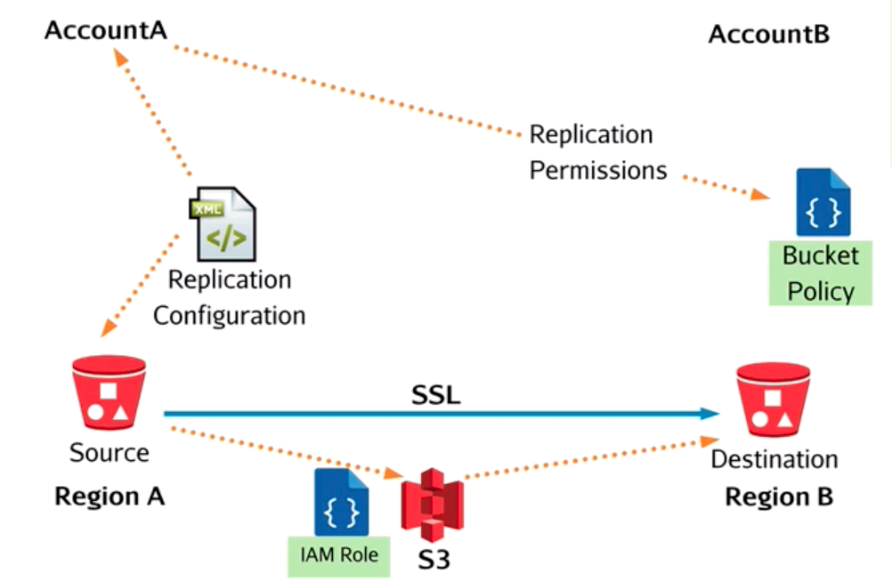 AccountA
AccountB
Replication
Permissions
XML
</>
{ }
Bucket
Policy
Replication
Configuration
SSL
Source
Region A
Destination
Region B
{ }
IAM Role
S3